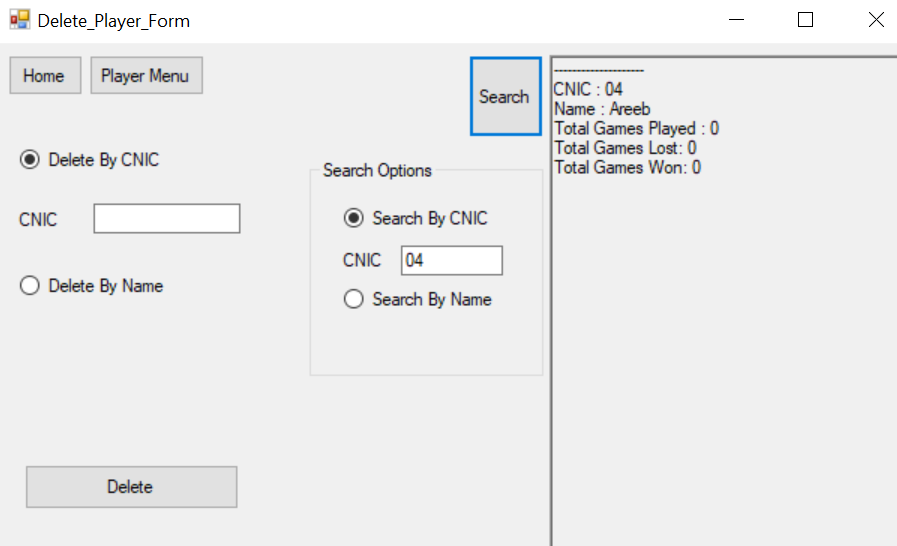 Delete_Player_Form
Home
Player Menu
Search
Delete By CNIC
CNIC
Delete By Name
Delete
Search Options
Search By CNIC
CNIC 04
Search By Name
--------------------
CNIC : 04
Name : Areeb
Total Games Played : 0
Total Games Lost: 0
Total Games Won: 0